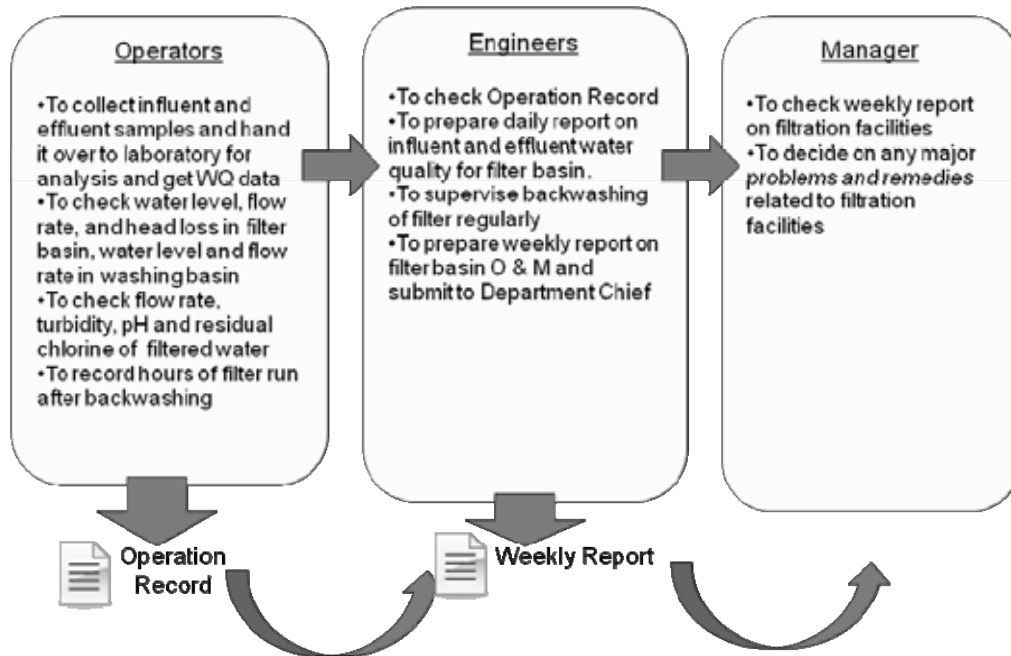 Operators
•To collect influent and
effluent samples and hand
it over to laboratory for
analysis and get WQ data
•To check water level, flow
rate, and head loss in filter
basin, water level and flow
rate in washing basin
•To check flow rate,
turbidity, pH and residual
chlorine of filtered water
•To record hours of filter run
after backwashing
Engineers
•To check Operation Record
•To prepare daily report on
influent and effluent water
quality for filter basin.
•To supervise backwashing
of filter regularly
•To prepare weekly report on
filter basin O & M and
submit to Department Chief
Manager
•To check weekly report
on filtration facilities
•To decide on any major
problems and remedies
related to filtration
facilities
Operation
Record
Weekly Report